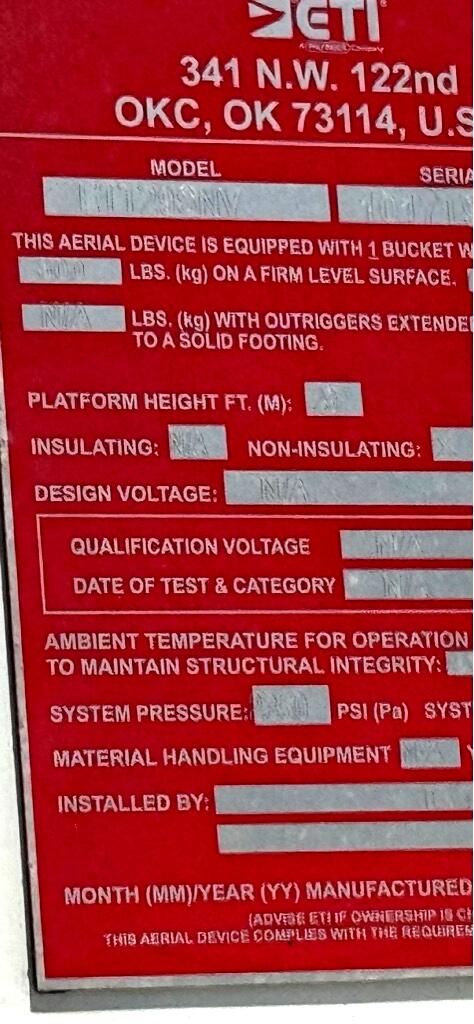 ETI
341 N.W. 122nd
OKC, OK 73114, U.S
MODEL SERIA
THIS AERIAL DEVICE IS EQUIPPED WITH 1 BUCKET W
LBS. (kg) ON A FIRM LEVEL SURFACE.
N/A LBS. (kg) WITH OUTRIGGERS EXTENDE
TO A SOLID FOOTING.
PLATFORM HEIGHT FT. (M):
INSULATING: N/A NON-INSULATING: X
DESIGN VOLTAGE: N/A
QUALIFICATION VOLTAGE N/A
DATE OF TEST & CATEGORY N/
AMBIENT TEMPERATURE FOR OPERATION
TO MAINTAIN STRUCTURAL INTEGRITY:
SYSTEM PRESSURE: PSI (Pa) SYST
MATERIAL HANDLING EQUIPMENT N/A
INSTALLED BY:
MONTH (MM)/YEAR (YY) MANUFACTURED
(ADVISE ETI IF OWNERSHIP IS CH
THIS AERIAL DEVICE COMPLIES WITH THE REQUIREM